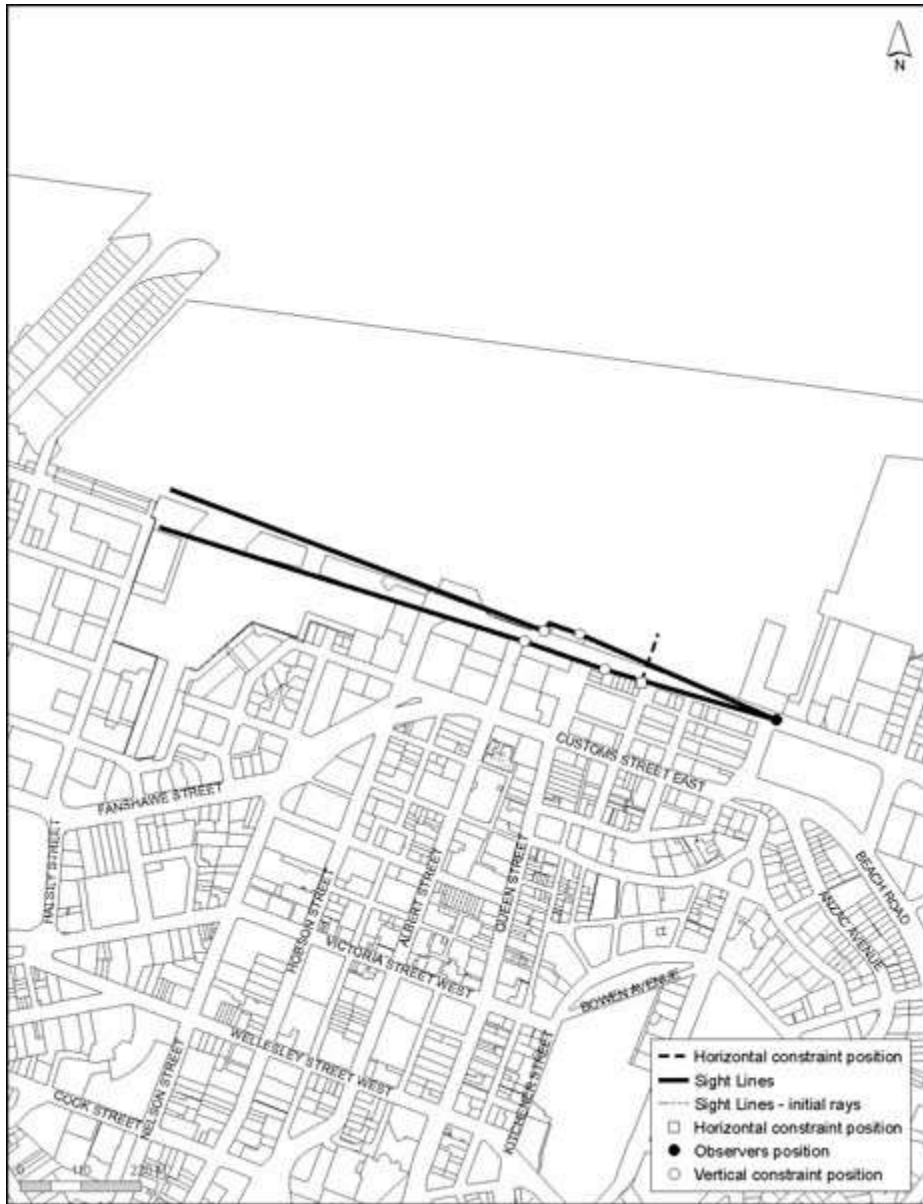 N
CUSTOMS STREET EAST
FANSHAWE STREET
HALSEY STREET
BEACH ROAD
ANZAC AVENUE
HOBSON STREET
ALBERT STREET
QUEEN STREET
VICTORIA STREET WEST
BOWEN AVENUE
WELLESLEY STREET WEST
KITCHENER STREET
NELSON STREET
COOK STREET
Horizontal constraint position
Sight Lines
Sight Lines - initial rays
Horizontal constraint position
Observers position
Vertical constraint position
0 110